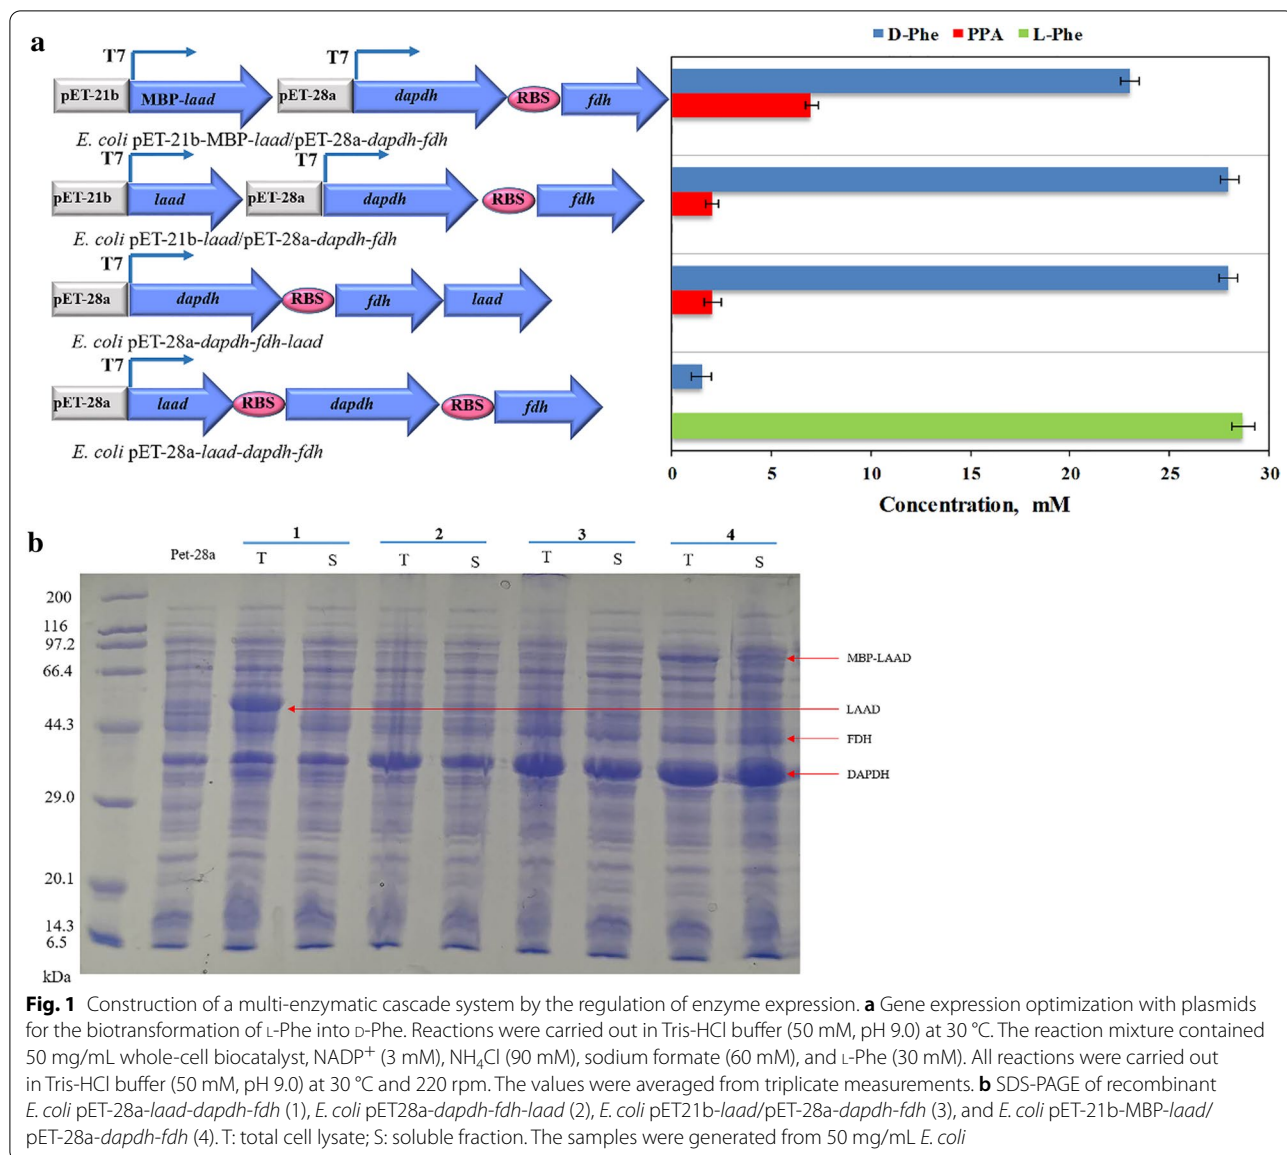 a
D-Phe PPA L-Phe
T7 T7
pET-21b MBP-laad pET-28a dapdh RBS fdh
E. coli pET-21b-MBP-laad/pET-28a-dapdh-fdh
T7 T7
pET-21b laad pET-28a dapdh RBS fdh
E. coli pET-21b-laad/pET-28a-dapdh-fdh
T7
pET-28a dapdh RBS fdh laad
E. coli pET-28a-dapdh-fdh-laad
T7
pET-28a laad RBS dapdh RBS fdh
E. coli pET-28a-laad-dapdh-fdh
0 5 10 15 20 25 30
Concentration, mM
b
1 2 3 4
Pet-28a T S T S T S T S
200
116
97.2
66.4
44.3
29.0
20.1
14.3
6.5
kDa
MBP-LAAD
LAAD
FDH
DAPDH
Fig. 1 Construction of a multi-enzymatic cascade system by the regulation of enzyme expression. a Gene expression optimization with plasmids
for the biotransformation of L-Phe into D-Phe. Reactions were carried out in Tris-HCl buffer (50 mM, pH 9.0) at 30 °C. The reaction mixture contained
50 mg/mL whole-cell biocatalyst, NADP⁺ (3 mM), NH₄Cl (90 mM), sodium formate (60 mM), and L-Phe (30 mM). All reactions were carried out
in Tris-HCl buffer (50 mM, pH 9.0) at 30 °C and 220 rpm. The values were averaged from triplicate measurements. b SDS-PAGE of recombinant
E. coli pET-28a-laad-dapdh-fdh (1), E. coli pET28a-dapdh-fdh-laad (2), E. coli pET21b-laad/pET-28a-dapdh-fdh (3), and E. coli pET-21b-MBP-laad/
pET-28a-dapdh-fdh (4). T: total cell lysate; S: soluble fraction. The samples were generated from 50 mg/mL E. coli